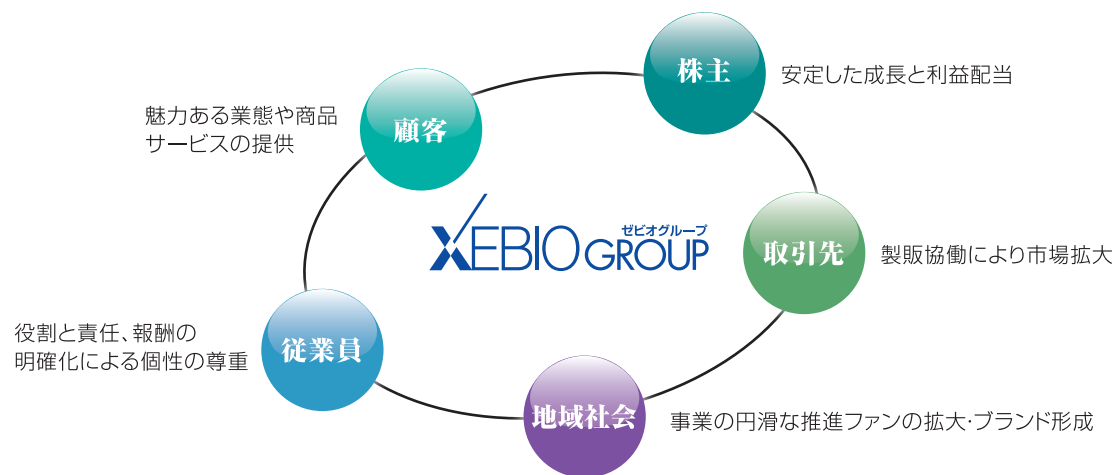 株主
安定した成長と利益配当
顧客
魅力ある業態や商品
サービスの提供
ゼビオグループ
XEBIO GROUP
取引先
製販協働により市場拡大
従業員
役割と責任、報酬の
明確化による個性の尊重
地域社会
事業の円滑な推進ファンの拡大・ブランド形成